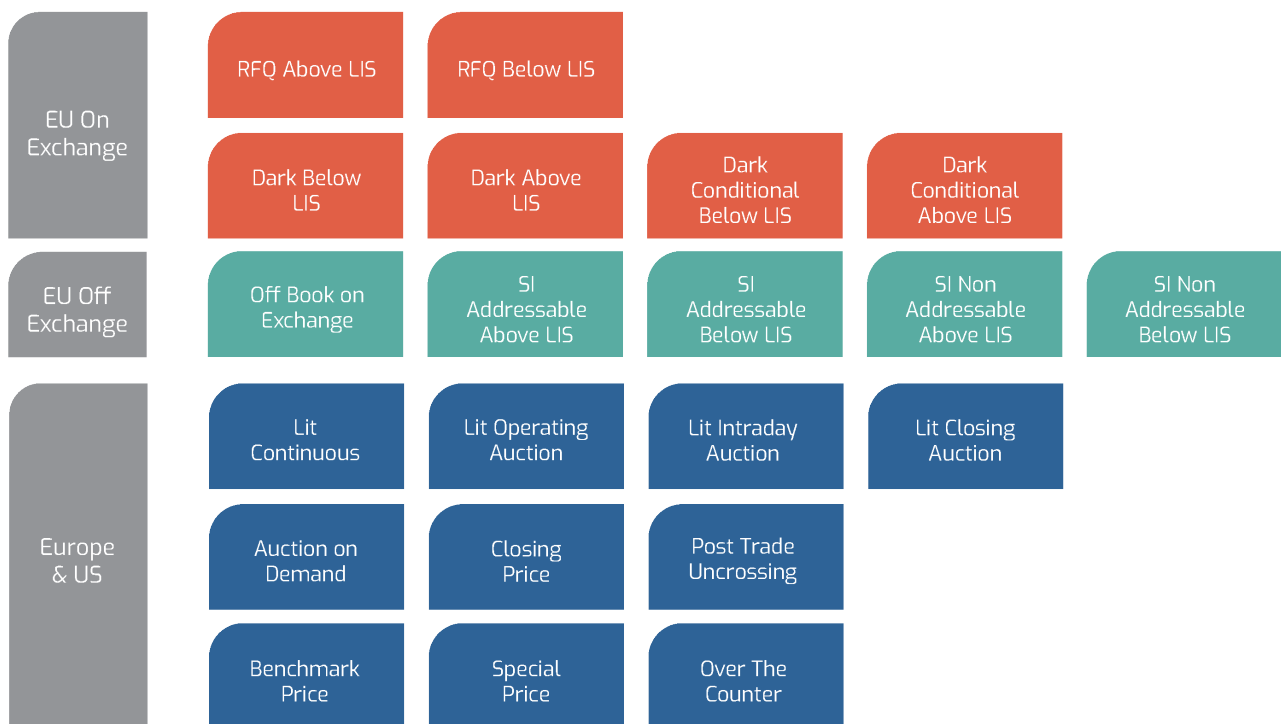 EU On
Exchange
RFQ Above LIS
RFQ Below LIS
Dark Below
LIS
Dark Above
LIS
Dark
Conditional
Below LIS
Dark
Conditional
Above LIS
EU Off
Exchange
Off Book on
Exchange
SI
Addressable
Above LIS
SI
Addressable
Below LIS
SI Non
Addressable
Above LIS
SI Non
Addressable
Below LIS
Europe
& US
Lit
Continuous
Lit Operating
Auction
Lit Intraday
Auction
Lit Closing
Auction
Auction on
Demand
Closing
Price
Post Trade
Uncrossing
Benchmark
Price
Special
Price
Over The
Counter